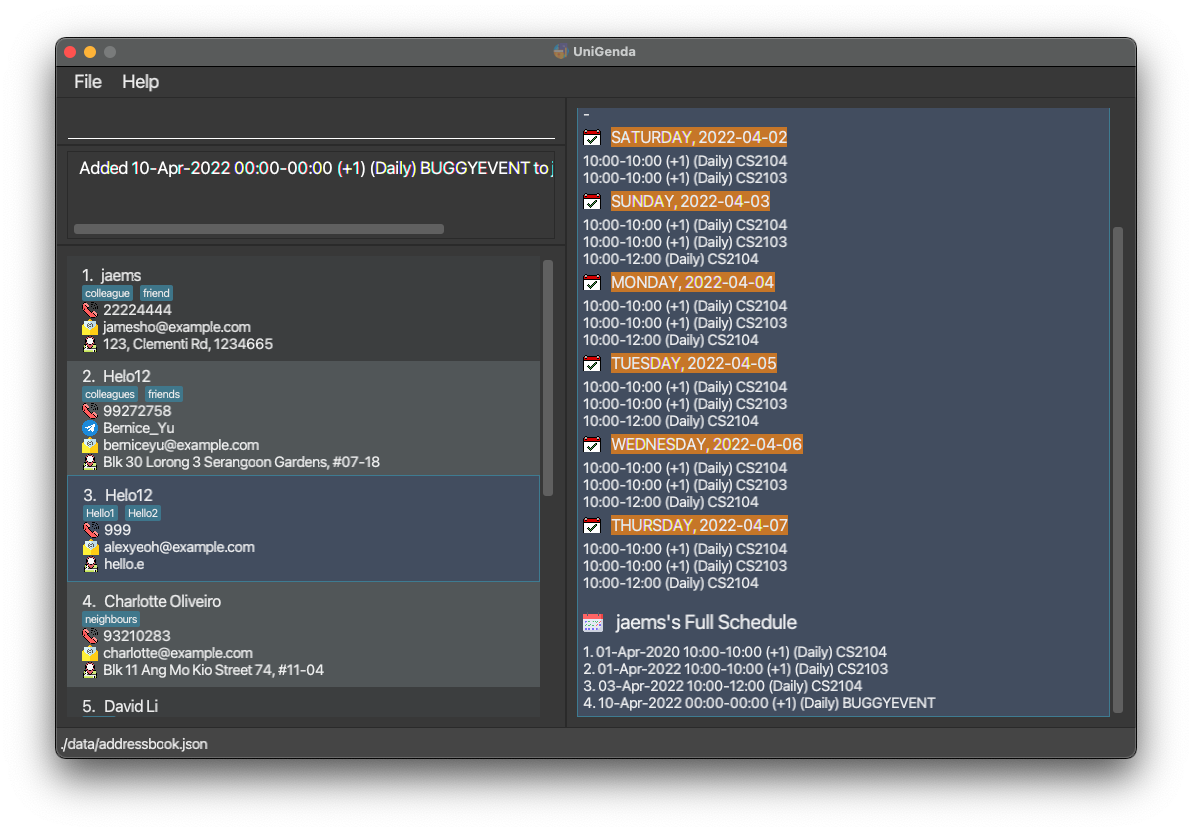 UniGenda
File Help
Added 10-Apr-2022 00:00-00:00 (+1) (Daily) BUGGYEVENT to j
1. jaems
colleague friend
22224444
jamesho@example.com
123, Clementi Rd, 1234665
2. Helo12
colleagues friends
99272758
Bernice_Yu
berniceyu@example.com
Blk 30 Lorong 3 Serangoon Gardens, #07-18
3. Helo12
Hello1 Hello2
999
alexyeoh@example.com
hello.e
4. Charlotte Oliveiro
neighbours
93210283
charlotte@example.com
Blk 11 Ang Mo Kio Street 74, #11-04
5. David Li
-
SATURDAY, 2022-04-02
10:00-10:00 (+1) (Daily) CS2104
10:00-10:00 (+1) (Daily) CS2103
SUNDAY, 2022-04-03
10:00-10:00 (+1) (Daily) CS2104
10:00-10:00 (+1) (Daily) CS2103
10:00-12:00 (Daily) CS2104
MONDAY, 2022-04-04
10:00-10:00 (+1) (Daily) CS2104
10:00-10:00 (+1) (Daily) CS2103
10:00-12:00 (Daily) CS2104
TUESDAY, 2022-04-05
10:00-10:00 (+1) (Daily) CS2104
10:00-10:00 (+1) (Daily) CS2103
10:00-12:00 (Daily) CS2104
WEDNESDAY, 2022-04-06
10:00-10:00 (+1) (Daily) CS2104
10:00-10:00 (+1) (Daily) CS2103
10:00-12:00 (Daily) CS2104
THURSDAY, 2022-04-07
10:00-10:00 (+1) (Daily) CS2104
10:00-10:00 (+1) (Daily) CS2103
10:00-12:00 (Daily) CS2104
jaems's Full Schedule
1. 01-Apr-2020 10:00-10:00 (+1) (Daily) CS2104
2. 01-Apr-2022 10:00-10:00 (+1) (Daily) CS2103
3. 03-Apr-2022 10:00-12:00 (Daily) CS2104
4. 10-Apr-2022 00:00-00:00 (+1) (Daily) BUGGYEVENT
./data/addressbook.json